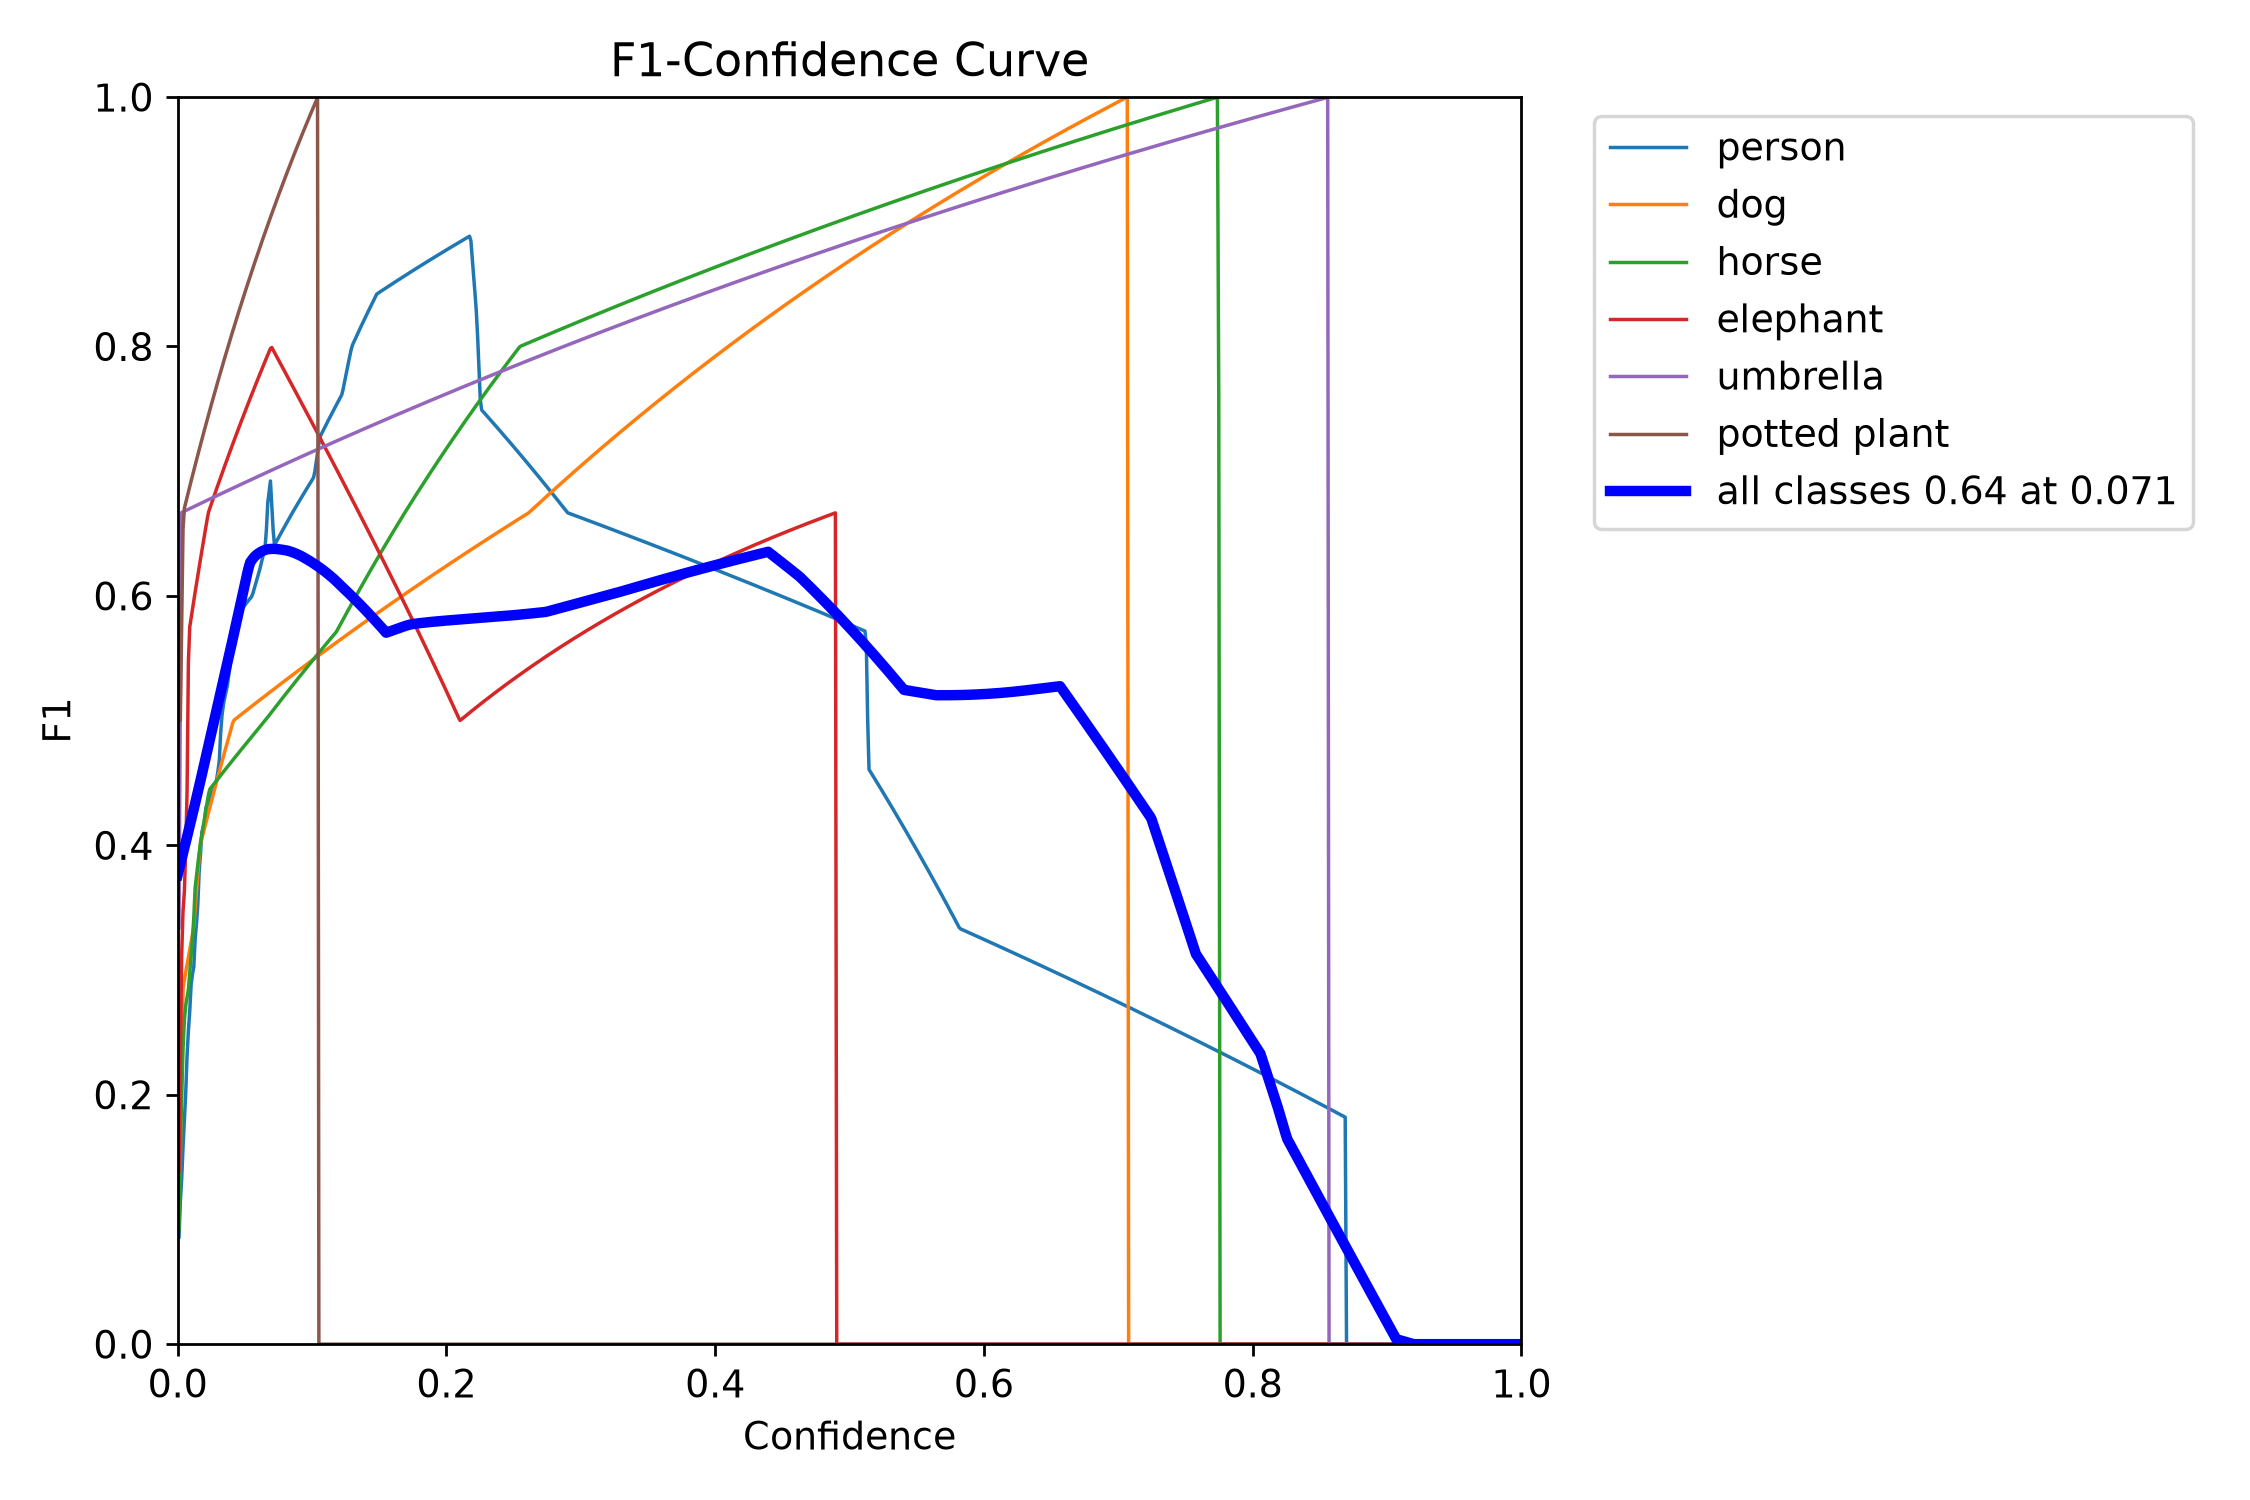 F1-Confidence Curve
1.0
0.8
0.6
0.4
0.2
0.0
F1
0.0 0.2 0.4 0.6 0.8 1.0
Confidence
person
dog
horse
elephant
umbrella
potted plant
all classes 0.64 at 0.071